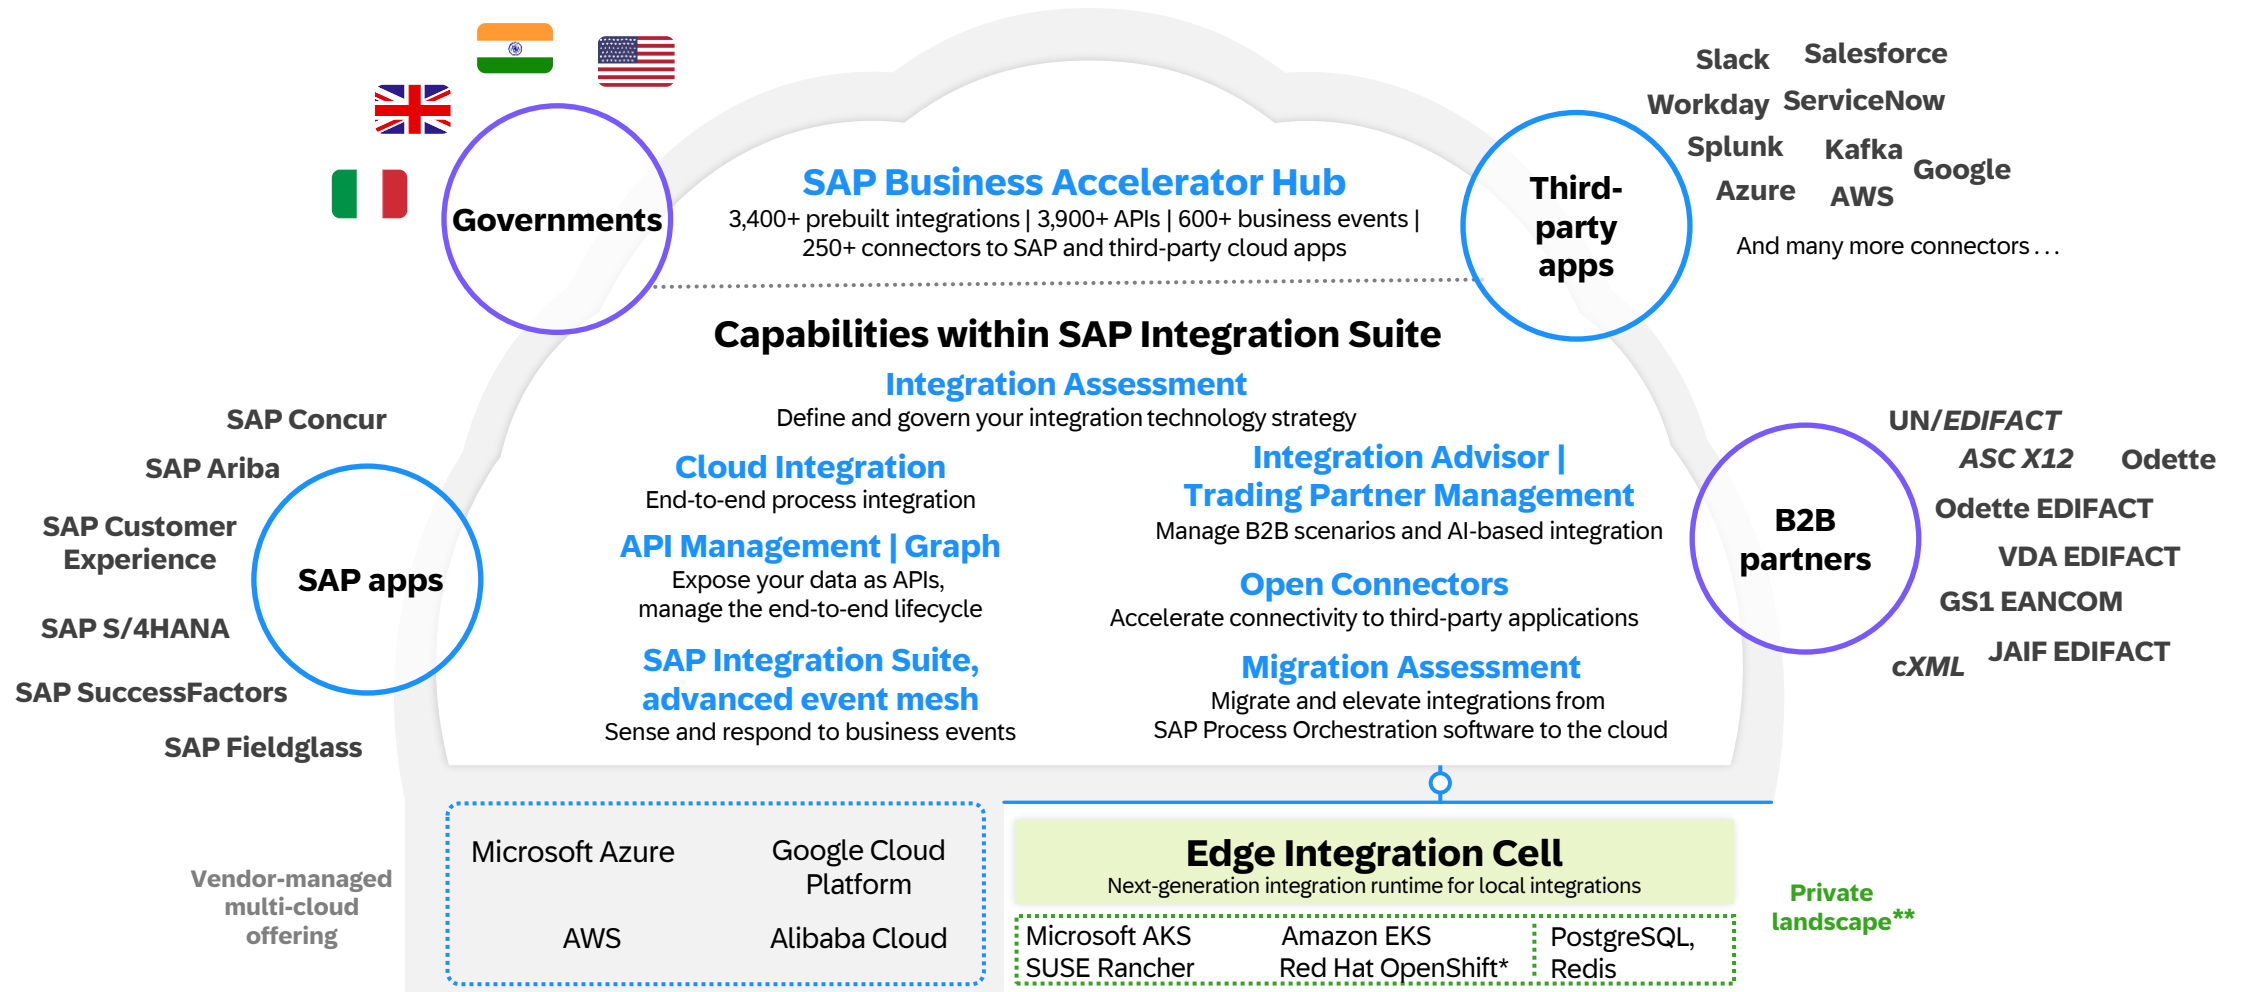 Governments
SAP Business Accelerator Hub
3,400+ prebuilt integrations | 3,900+ APIs | 600+ business events |
250+ connectors to SAP and third-party cloud apps
Third-
party
apps
Slack
Salesforce
Workday
ServiceNow
Splunk
Kafka
Google
Azure
AWS
And many more connectors . . .
Capabilities within SAP Integration Suite
Integration Assessment
Define and govern your integration technology strategy
Cloud Integration
End-to-end process integration
API Management | Graph
Expose your data as APIs,
manage the end-to-end lifecycle
SAP Integration Suite,
advanced event mesh
Sense and respond to business events
Integration Advisor |
Trading Partner Management
Manage B2B scenarios and AI-based integration
Open Connectors
Accelerate connectivity to third-party applications
Migration Assessment
Migrate and elevate integrations from
SAP Process Orchestration software to the cloud
SAP Concur
SAP Ariba
SAP Customer
Experience
SAP apps
SAP S/4HANA
SAP SuccessFactors
SAP Fieldglass
B2B
partners
UN/EDIFACT
ASC X12
Odette
Odette EDIFACT
VDA EDIFACT
GS1 EANCOM
JAIF EDIFACT
cXML
Vendor-managed
multi-cloud
offering
Microsoft Azure
Google Cloud
Platform
AWS
Alibaba Cloud
Edge Integration Cell
Next-generation integration runtime for local integrations
Microsoft AKS
SUSE Rancher
Amazon EKS
Red Hat OpenShift*
PostgreSQL,
Redis
Private
landscape**